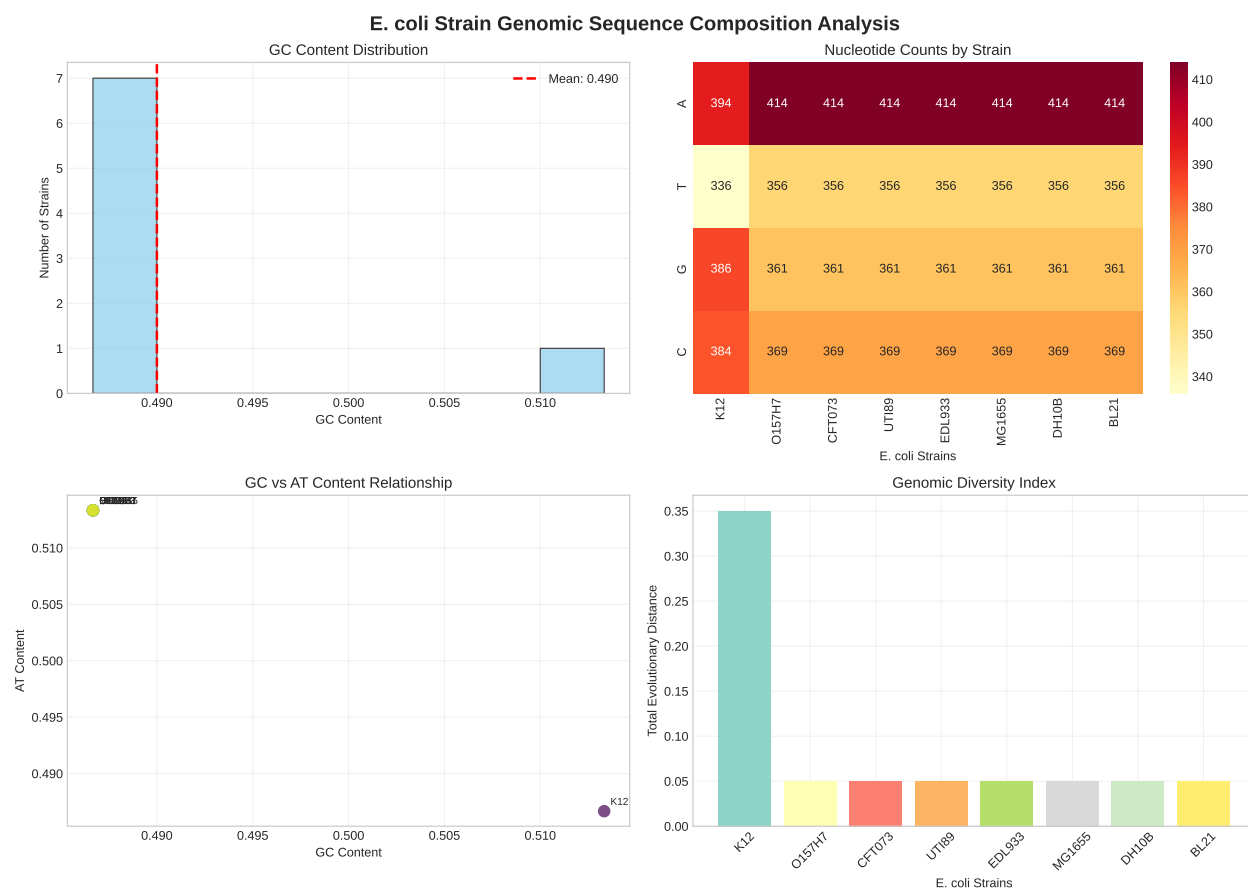 E. coli Strain Genomic Sequence Composition Analysis
GC Content Distribution
Number of Strains
7
6
5
4
3
2
1
0
Mean: 0.490
0.490 0.495 0.500 0.505 0.510
GC Content
Nucleotide Counts by Strain
A 394 414 414 414 414 414 414 414
T 336 356 356 356 356 356 356 356
G 386 361 361 361 361 361 361 361
C 384 369 369 369 369 369 369 369
K12 O157H7 CFT073 UTI89 EDL933 MG1655 DH10B BL21
E. coli Strains
410
400
390
380
370
360
350
340
GC vs AT Content Relationship
AT Content
0.510
0.505
0.500
0.495
0.490
K12
0.490 0.495 0.500 0.505 0.510
GC Content
Genomic Diversity Index
Total Evolutionary Distance
0.35
0.30
0.25
0.20
0.15
0.10
0.05
0.00
K12 O157H7 CFT073 UTI89 EDL933 MG1655 DH10B BL21
E. coli Strains